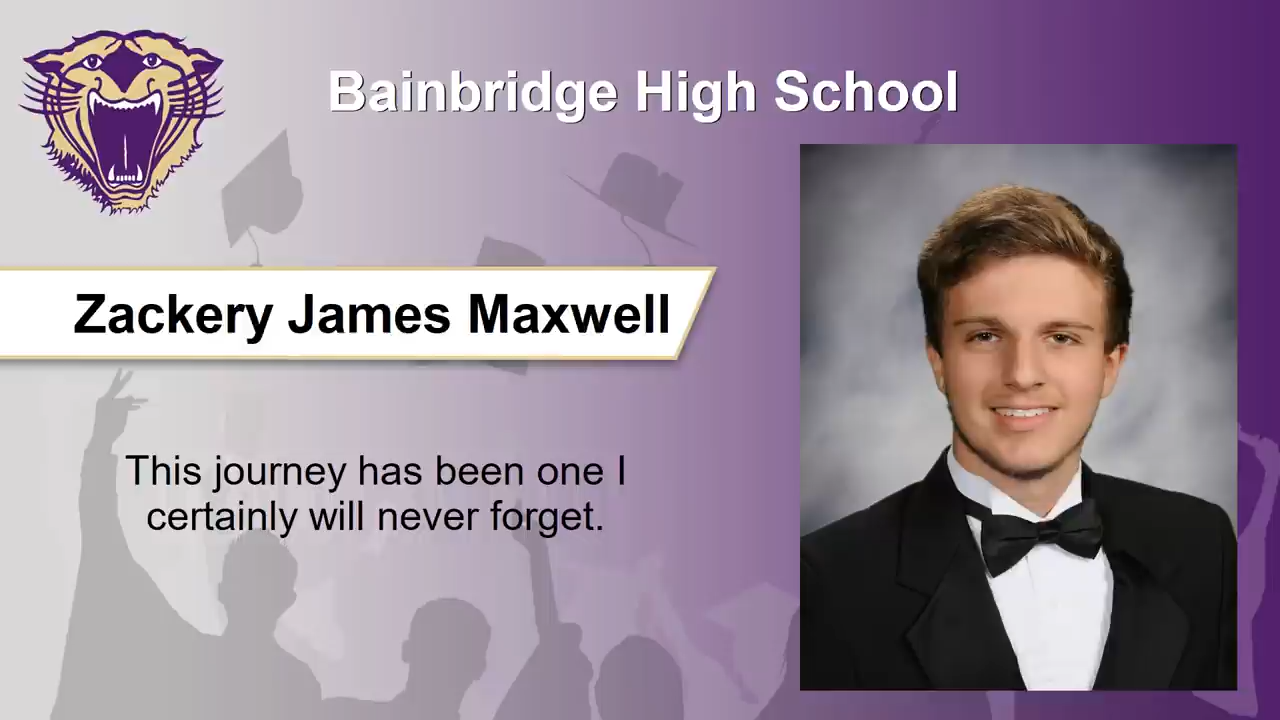 Bainbridge High School
Zackery James Maxwell
This journey has been one I
certainly will never forget.